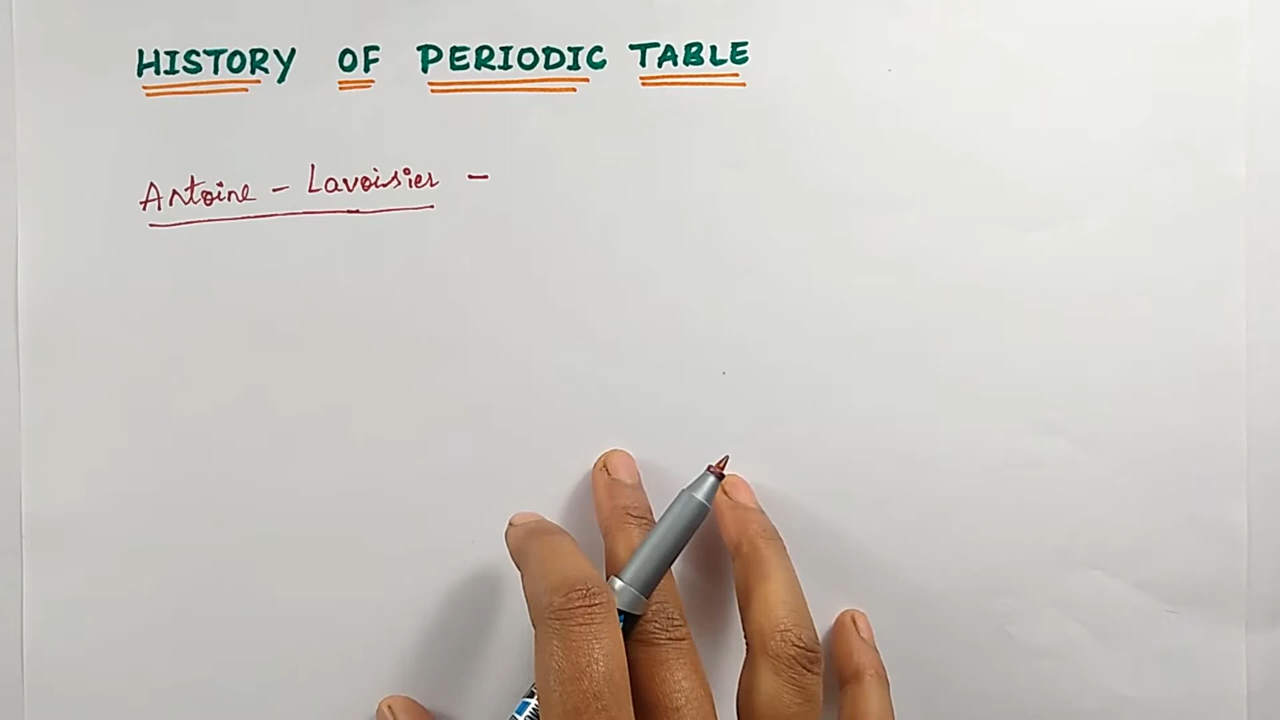 HISTORY OF PERIODIC TABLE
Antoine - Lavoisier -